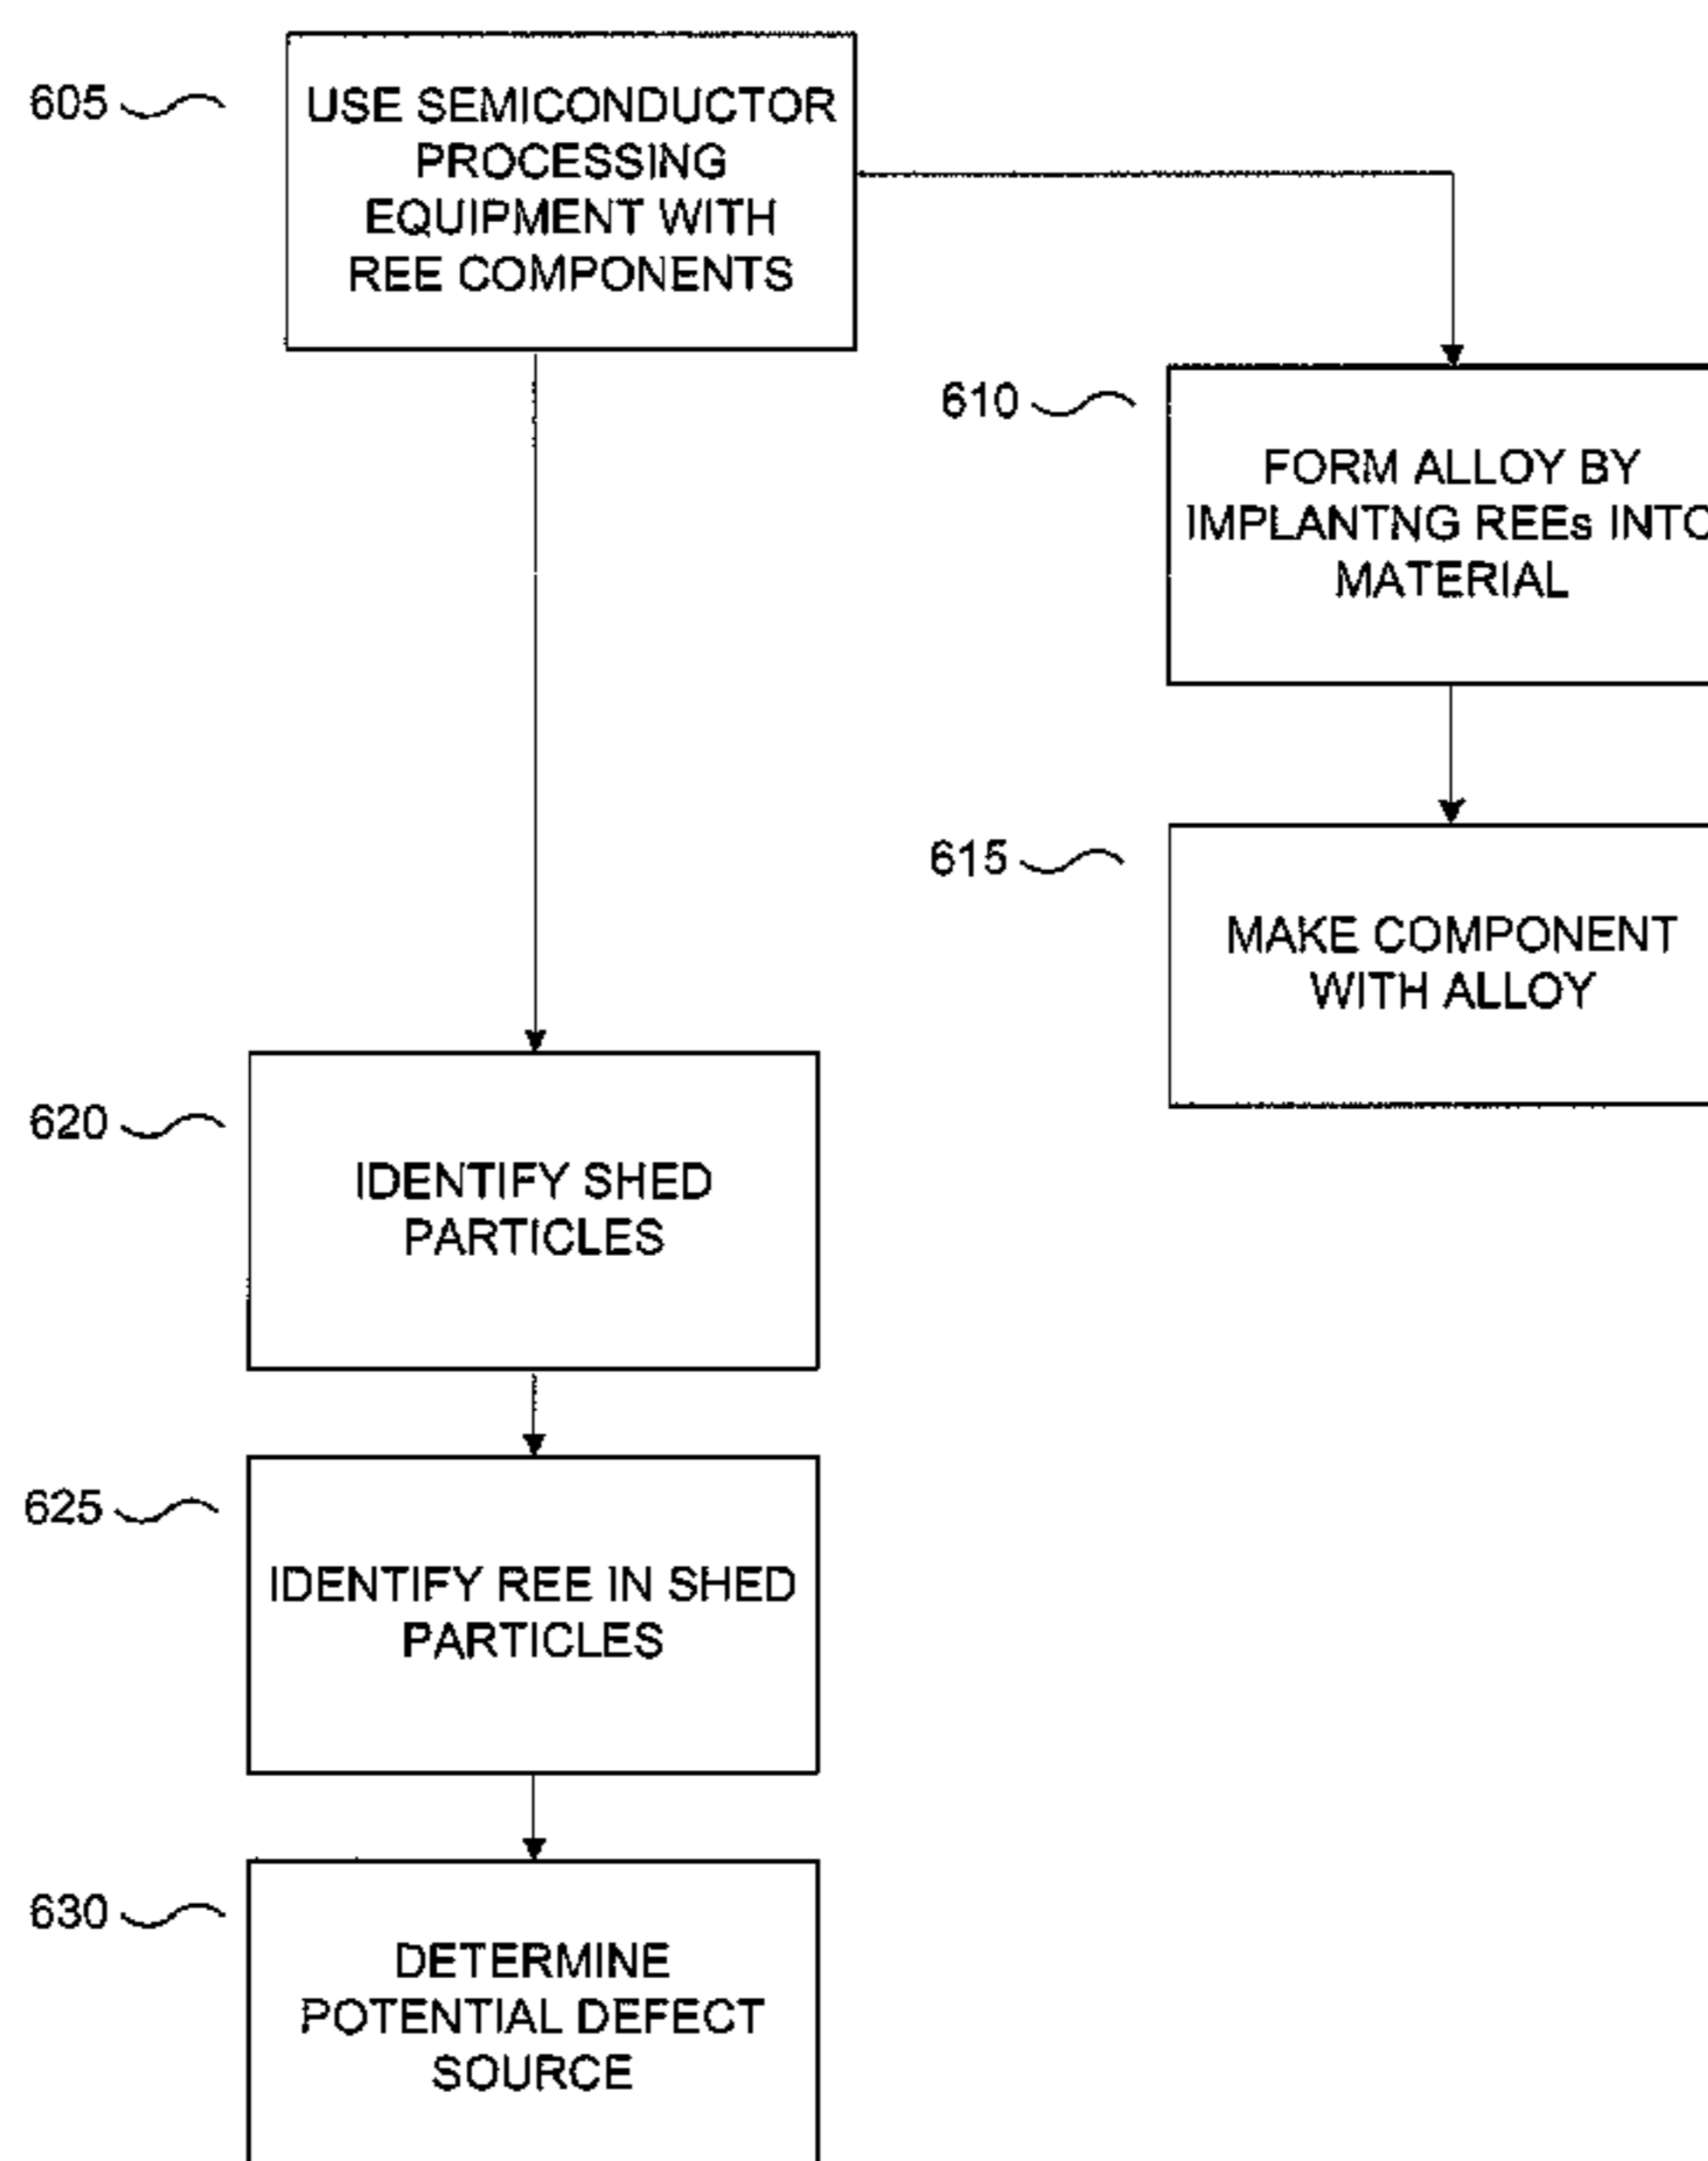 605
USE SEMICONDUCTOR
PROCESSING
EQUIPMENT WITH
REE COMPONENTS
610
FORM ALLOY BY
IMPLANTNG REEs INTO
MATERIAL
615
MAKE COMPONENT
WITH ALLOY
620
IDENTIFY SHED
PARTICLES
625
IDENTIFY REE IN SHED
PARTICLES
630
DETERMINE
POTENTIAL DEFECT
SOURCE